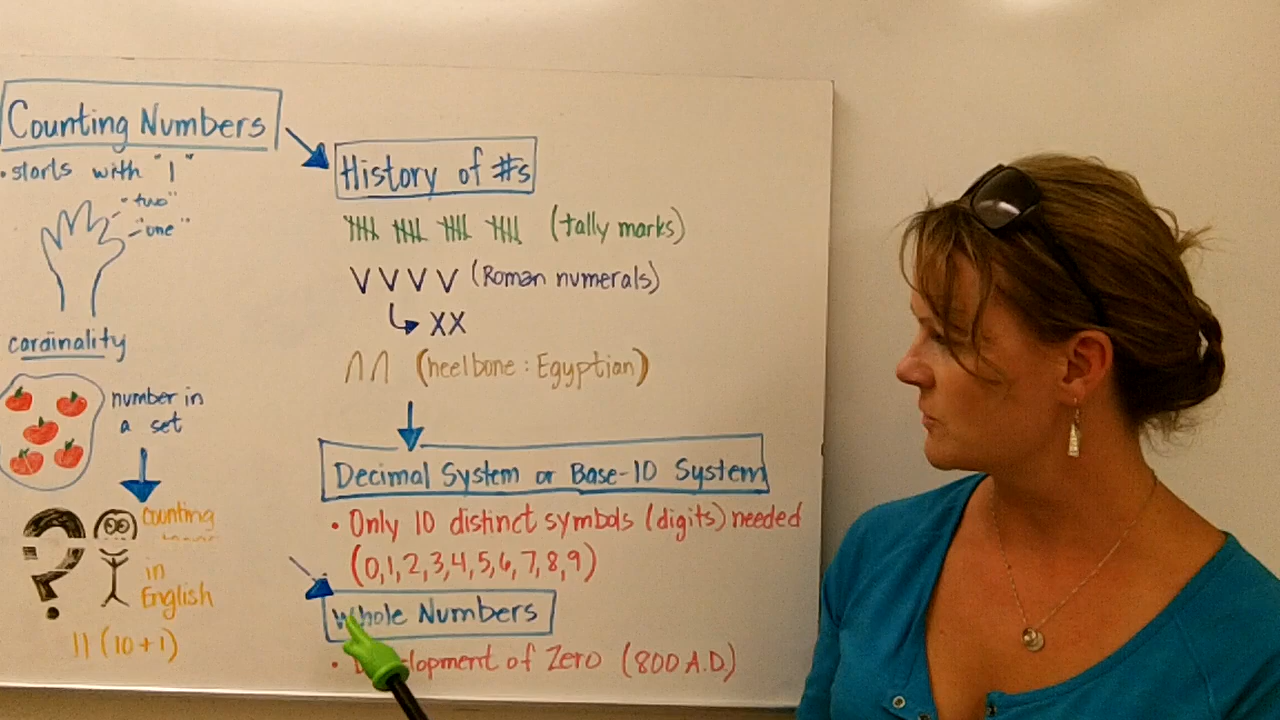 Counting Numbers
• starts with "1"
"two"
"one"
cardinality
number in
a set
counting
in
English
11 (10+1)
History of #s
(tally marks)
V V V V (Roman numerals)
XX
∩∩ (heelbone : Egyptian)
Decimal System or Base-10 System
• Only 10 distinct symbols (digits) needed
(0,1,2,3,4,5,6,7,8,9)
Whole Numbers
• of Zero (800 A.D.)